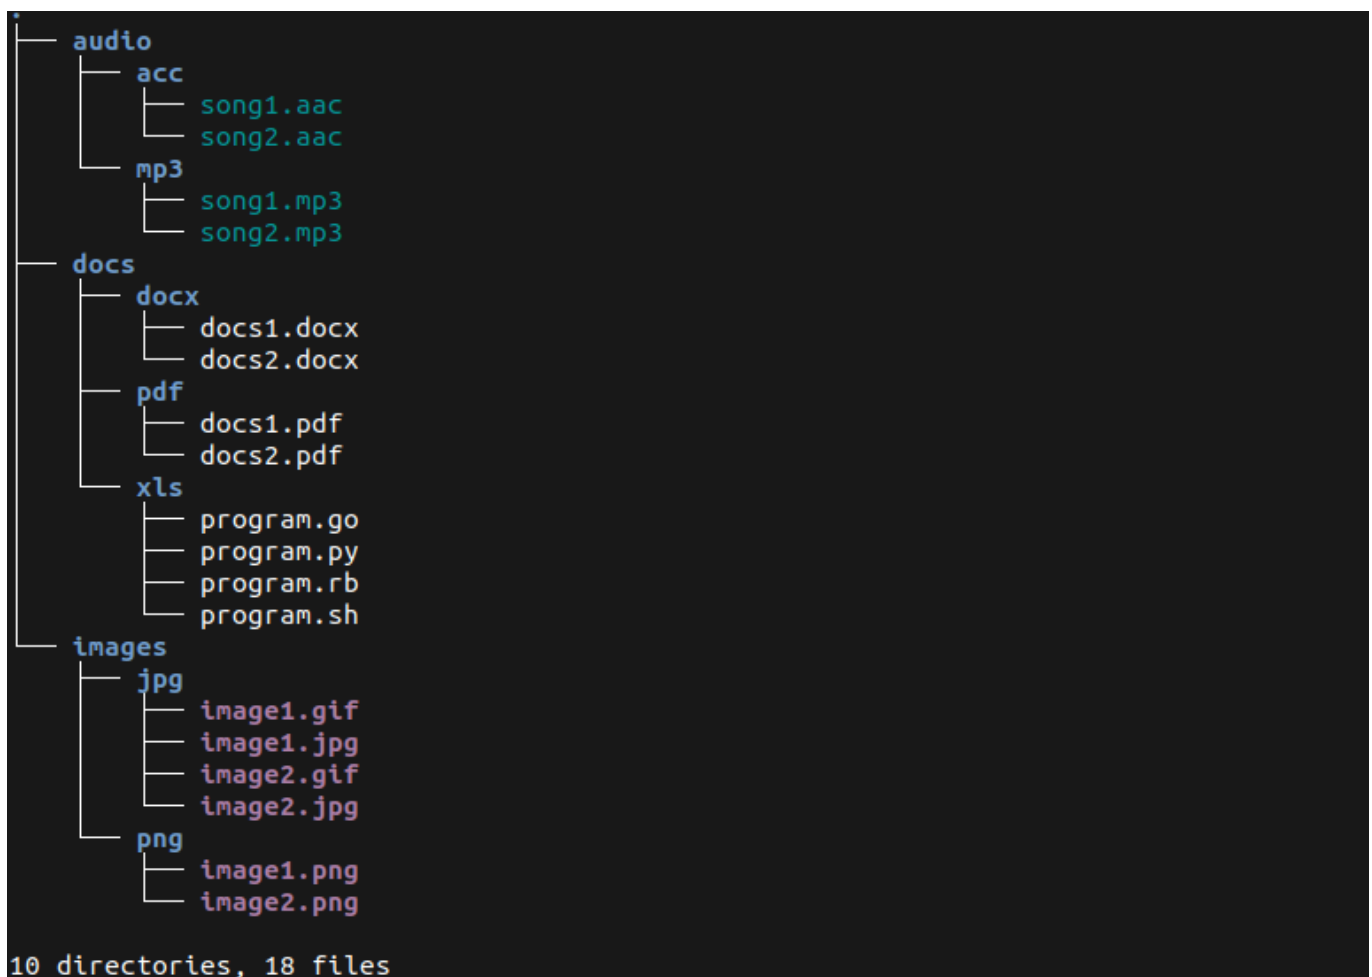 .
├── audio
│   ├── acc
│   │   ├── song1.aac
│   │   └── song2.aac
│   └── mp3
│       ├── song1.mp3
│       └── song2.mp3
├── docs
│   ├── docx
│   │   ├── docs1.docx
│   │   └── docs2.docx
│   ├── pdf
│   │   ├── docs1.pdf
│   │   └── docs2.pdf
│   └── xls
│       ├── program.go
│       ├── program.py
│       ├── program.rb
│       └── program.sh
└── images
    ├── jpg
    │   ├── image1.gif
    │   ├── image1.jpg
    │   ├── image2.gif
    │   └── image2.jpg
    └── png
        ├── image1.png
        └── image2.png

10 directories, 18 files